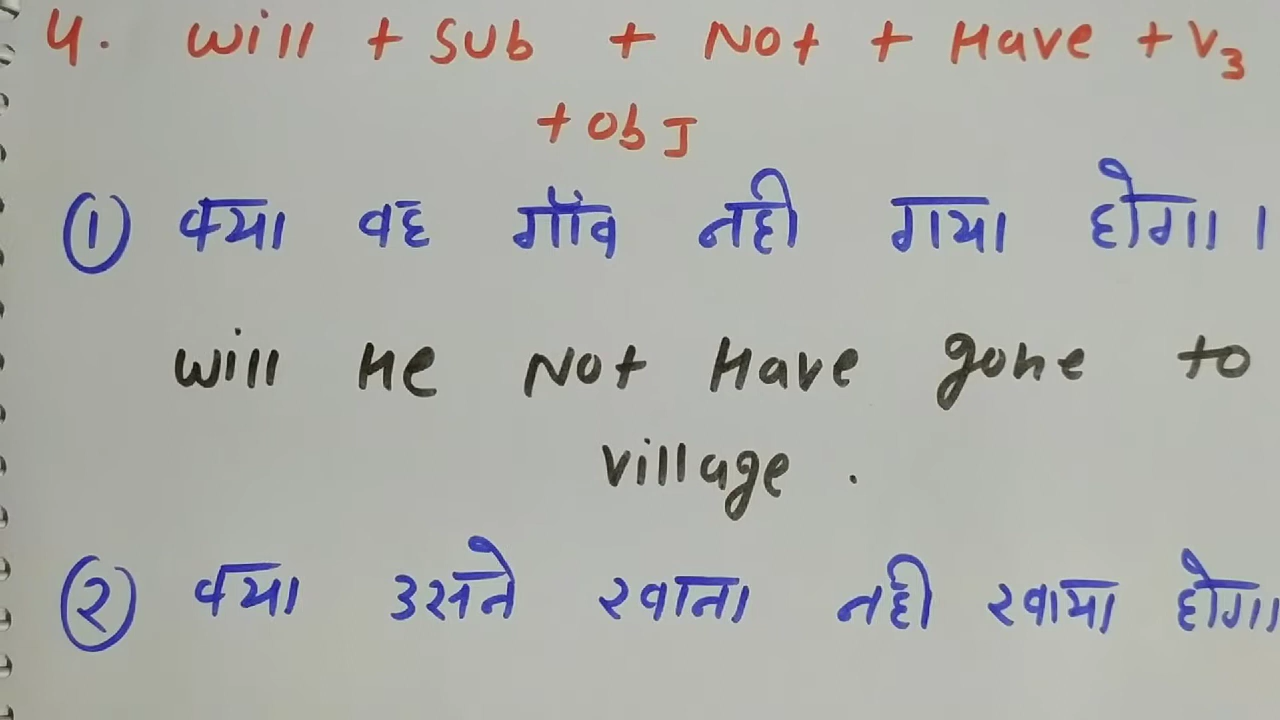 4. Will + Sub + Not + Have + V3
+ Obj
① क्या वह गॉव नही गया होगा।
Will He Not Have gone to
village.
② क्या उसने खाना नही खाया होगा